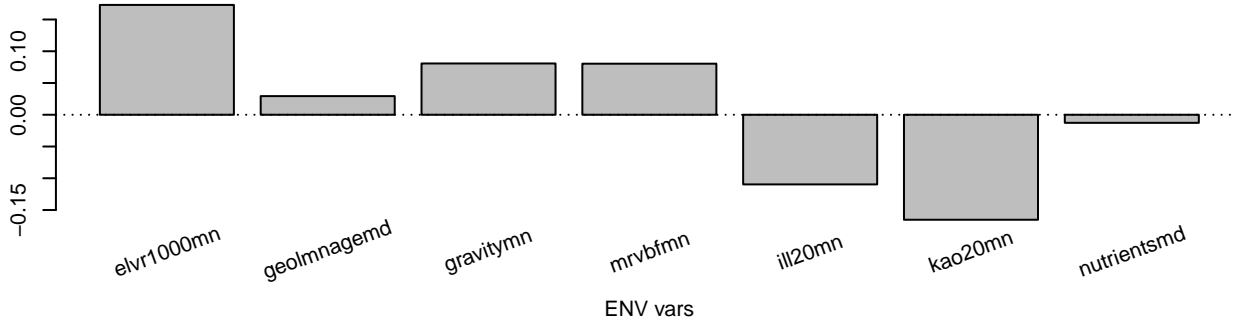 0.10
0.00
−0.15
elvr1000mn
geolmnagemd
gravitymn
mrvbfmn
ill20mn
kao20mn
nutrientsmd
ENV vars